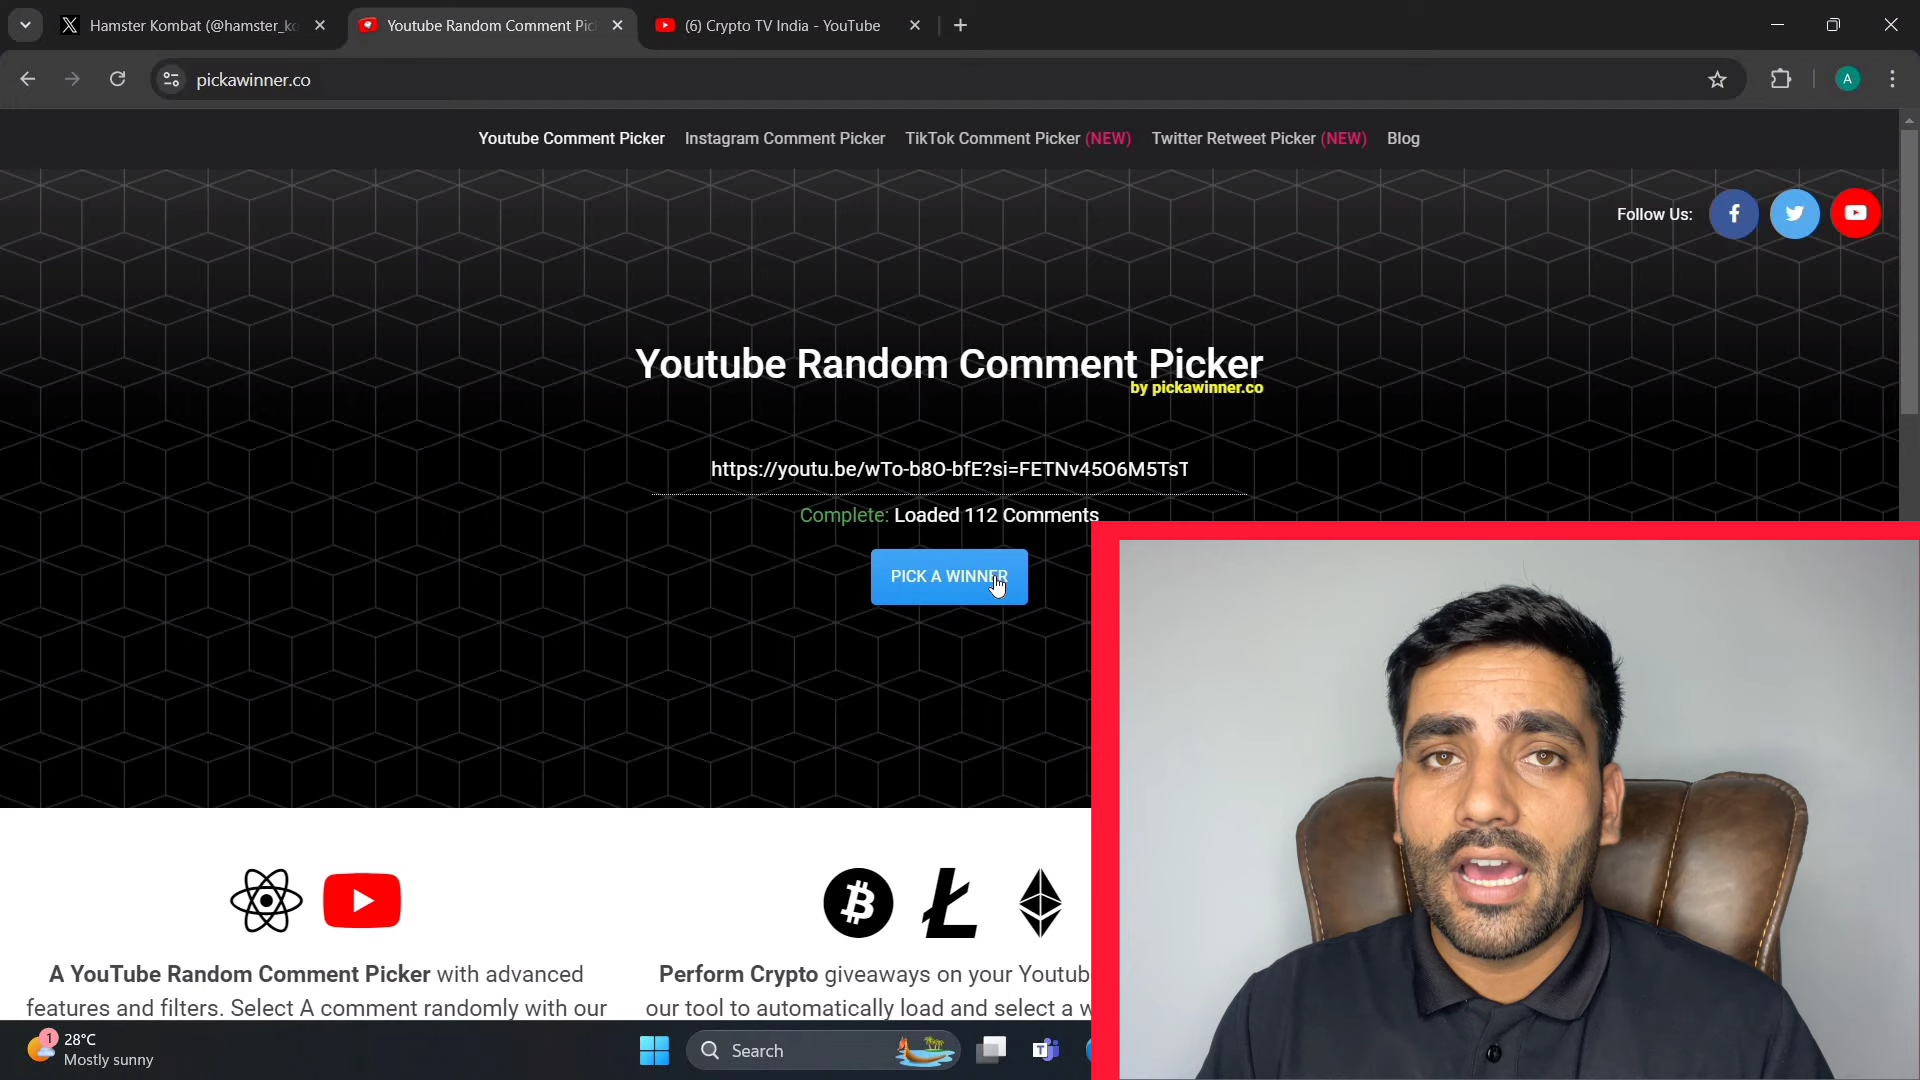 Hamster Kombat (@hamster_k
Youtube Random Comment Pic
(6) Crypto TV India - YouTube
pickawinner.co
A
Youtube Comment Picker Instagram Comment Picker TikTok Comment Picker (NEW) Twitter Retweet Picker (NEW) Blog
Follow Us:
Youtube Random Comment Picker
by pickawinner.co
https://youtu.be/wTo-b8O-bfE?si=FETNv45O6M5TsT
Complete: Loaded 112 Comments
PICK A WINNER
A YouTube Random Comment Picker with advanced
features and filters. Select A comment randomly with our
Perform Crypto giveaways on your Youtub
our tool to automatically load and select a w
1
28°C
Mostly sunny
Search